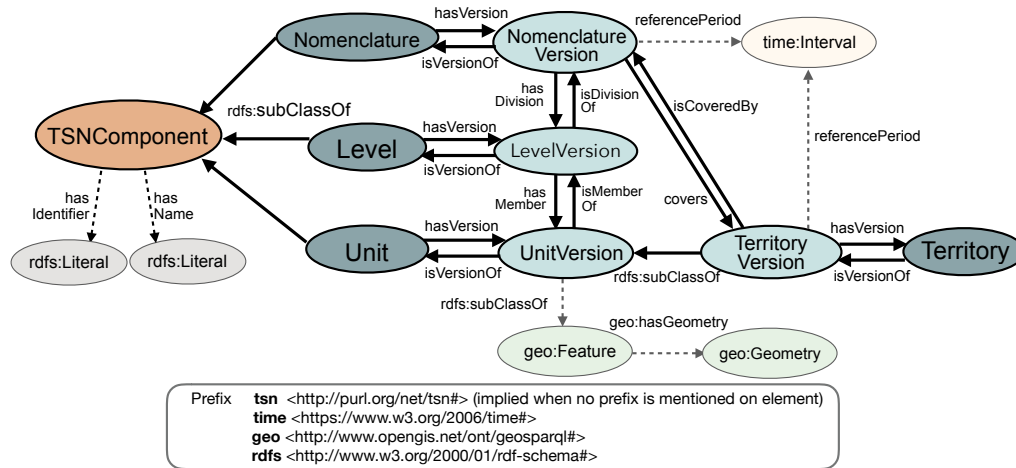 hasVersion
Nomenclature
isVersionOf
Nomenclature
Version
referencePeriod
time:Interval
rdfs:subClassOf
has
Division
isDivision
Of
isCoveredBy
referencePeriod
TSNComponent
hasVersion
Level
isVersionOf
LevelVersion
has
Identifier
has
Name
has
Member
isMember
Of
covers
rdfs:Literal
rdfs:Literal
hasVersion
Unit
isVersionOf
UnitVersion
rdfs:subClassOf
Territory
Version
hasVersion
isVersionOf
Territory
rdfs:subClassOf
geo:hasGeometry
geo:Feature
geo:Geometry
Prefix tsn <http://purl.org/net/tsn#> (implied when no prefix is mentioned on element)
time <https://www.w3.org/2006/time#>
geo <http://www.opengis.net/ont/geosparql#>
rdfs <http://www.w3.org/2000/01/rdf-schema#>